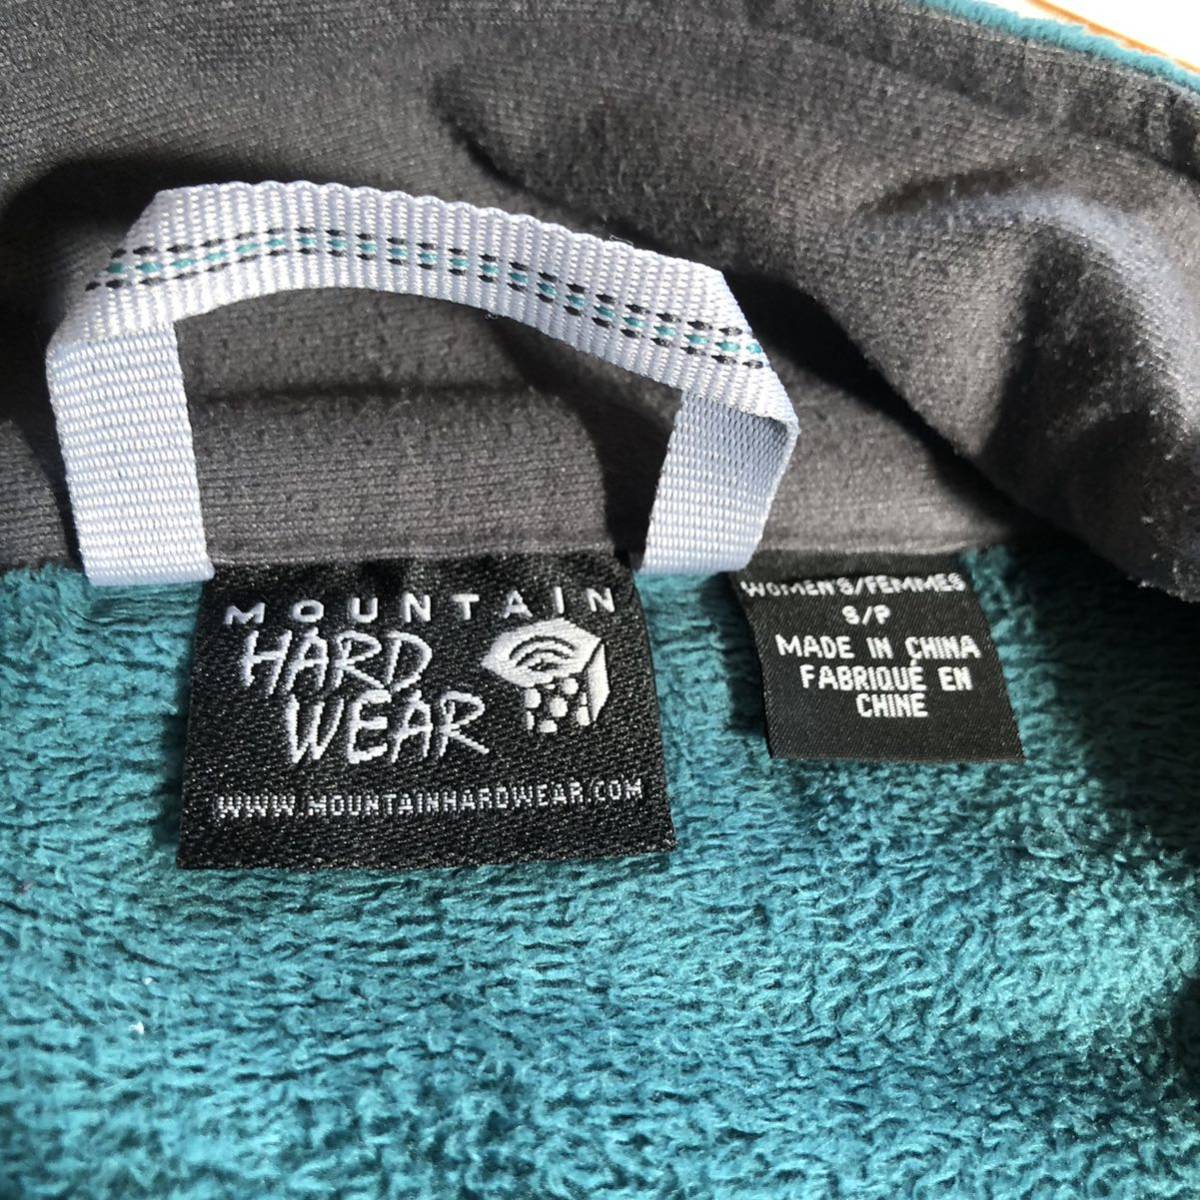 MOUNTAIN
HARD
WEAR
WWW.MOUNTAINHARDWEAR.COM
WOMEN'S/FEMMES
S/P
MADE IN CHINA
FABRIQUÉ EN
CHINE